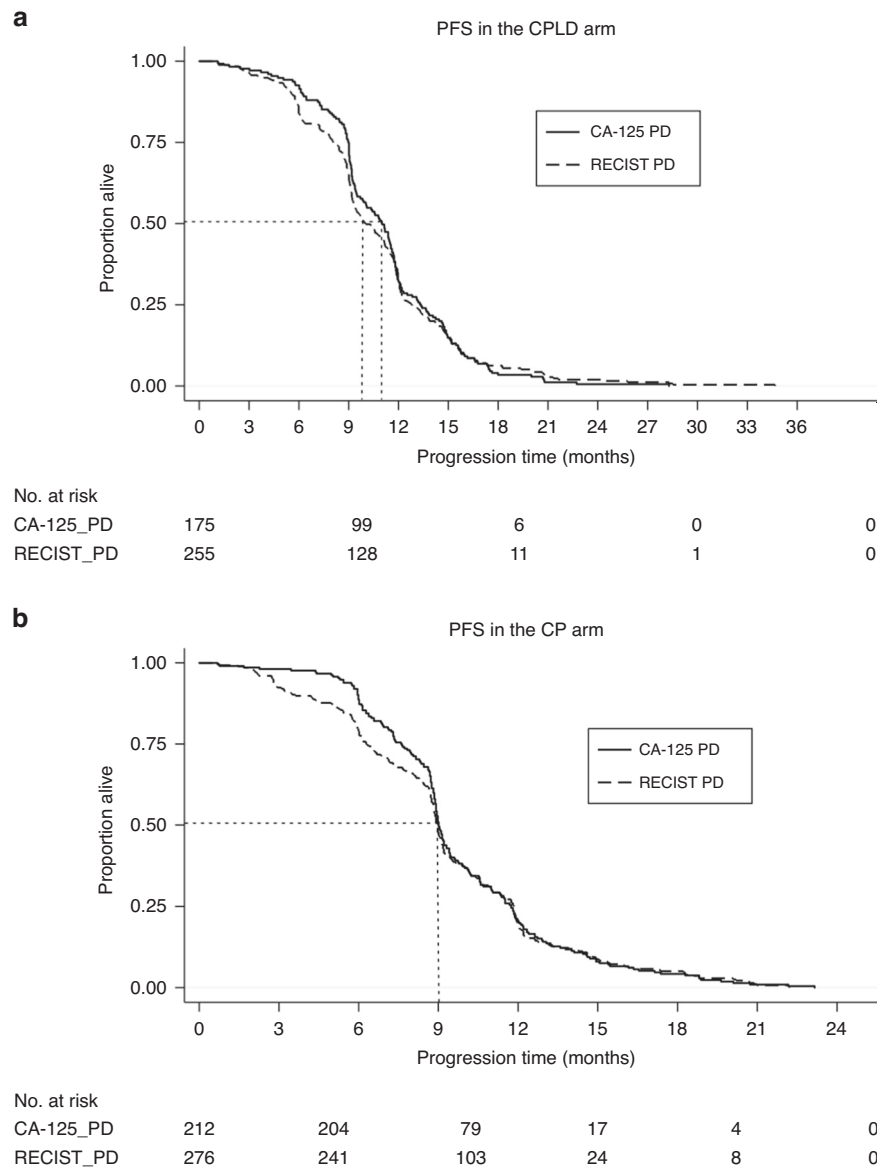 a
PFS in the CPLD arm
1.00
0.75
0.50
0.25
0.00
Proportion alive
CA-125 PD
RECIST PD
0 3 6 9 12 15 18 21 24 27 30 33 36
Progression time (months)
No. at risk
CA-125_PD 175 99 6 0 0
RECIST_PD 255 128 11 1 0
b
PFS in the CP arm
1.00
0.75
0.50
0.25
0.00
Proportion alive
CA-125 PD
RECIST PD
0 3 6 9 12 15 18 21 24
Progression time (months)
No. at risk
CA-125_PD 212 204 79 17 4 0
RECIST_PD 276 241 103 24 8 0